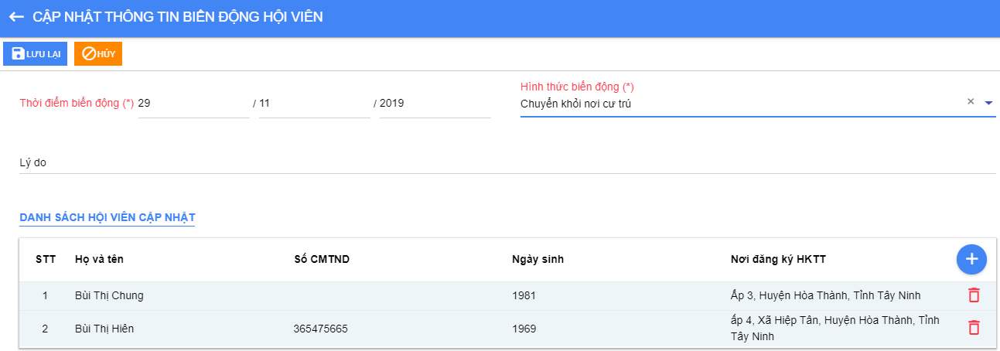 CẬP NHẬT THÔNG TIN BIẾN ĐỘNG HỘI VIÊN
LƯU LẠI HỦY
Hình thức biến động (*)
Thời điểm biến động (*) 29 / 11 / 2019
Chuyển khỏi nơi cư trú ×
Lý do
DANH SÁCH HỘI VIÊN CẬP NHẬT
STT Họ và tên Số CMTND Ngày sinh Nơi đăng ký HKTT
1 Bùi Thị Chung 1981 Ấp 3, Huyện Hòa Thành, Tỉnh Tây Ninh
2 Bùi Thị Hiên 365475665 1969 ấp 4, Xã Hiệp Tân, Huyện Hòa Thành, Tỉnh
Tây Ninh